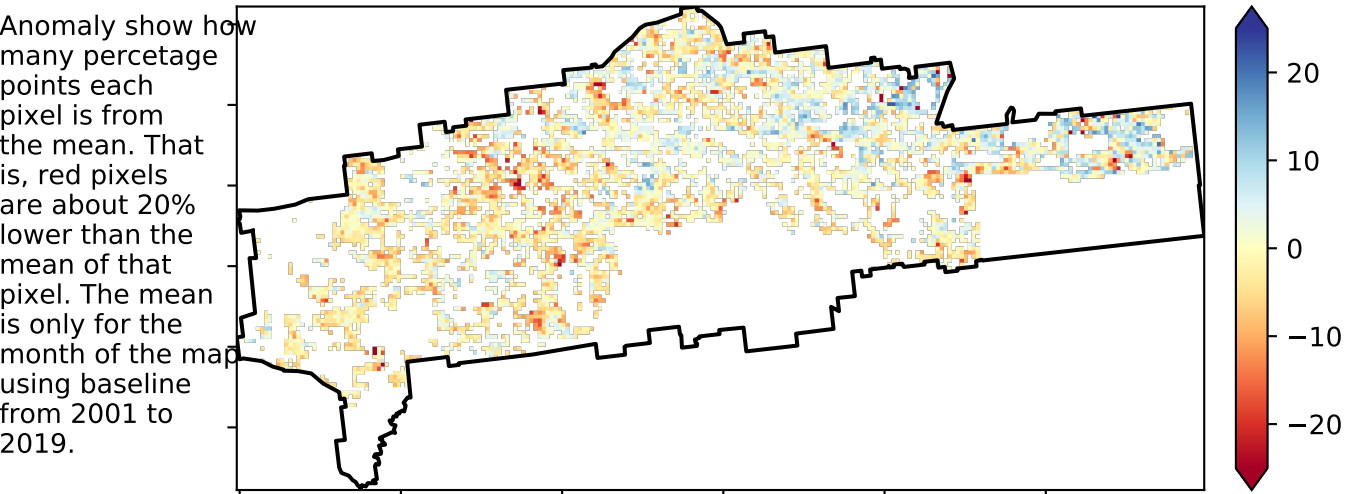 Anomaly show how
many percetage
points each
pixel is from
the mean. That
is, red pixels
are about 20%
lower than the
mean of that
pixel. The mean
is only for the
month of the map
using baseline
from 2001 to
2019.
20
10
0
−10
−20